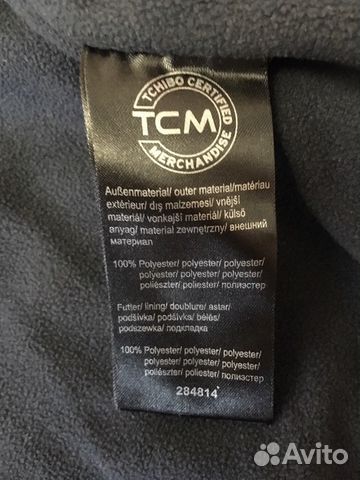 TCHIBO CERTIFIED
TCM
MERCHANDISE
Außenmaterial/ outer material/matériau
extérieur/ dış malzemesi/ vnější
materiál/ vonkajší materiál/ külső
anyag/ material zewnętrzny/ внешний
материал
100% Polyester/ polyester/ polyester/
polyester/ polyester/ polyester/
poliészter/ poliester/ полиэстер
Futter/ lining/ doublure/ astar/
podšívka/ podšívka/ bélés/
podszewka/ подкладка
100% Polyester/ polyester/ polyester/
polyester/ polyester/ polyester/
poliészter/ poliester/ полиэстер
284814
Avito